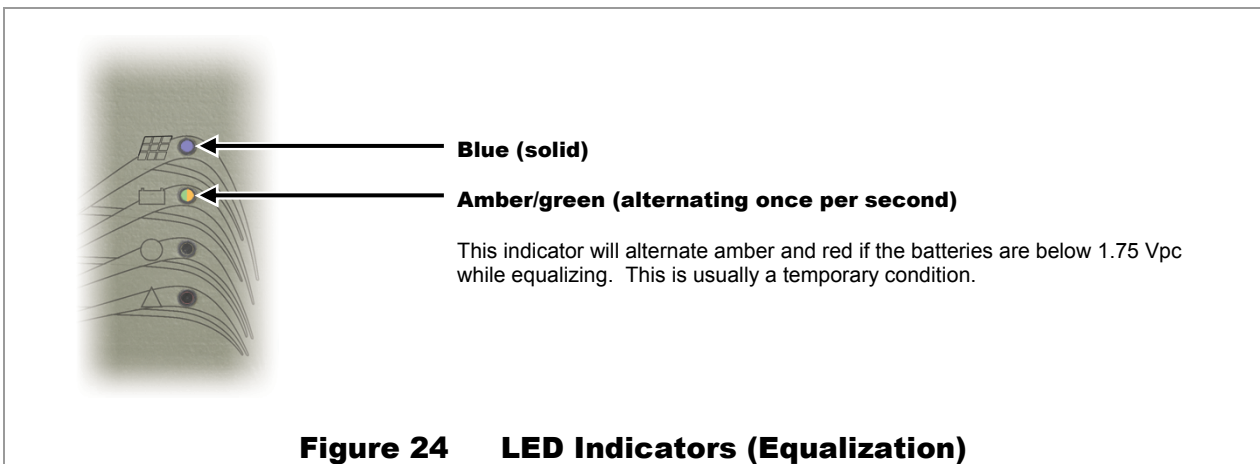 Blue (solid)
Amber/green (alternating once per second)
This indicator will alternate amber and red if the batteries are below 1.75 Vpc
while equalizing. This is usually a temporary condition.
Figure 24 LED Indicators (Equalization)